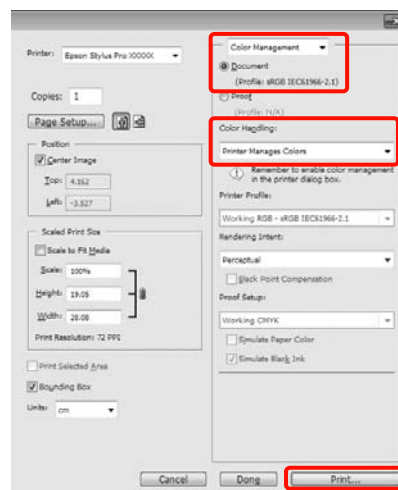 Printer: Epson Stylus Pro XXXXX
Copies: 1
Page Setup...
Position
Center Image
Top: 4.162
Left: -3.527
Scaled Print Size
Scale to Fit Media
Scale: 100%
Height: 19.05
Width: 28.08
Print Resolution: 72 PPI
Print Selected Area
Bounding Box
Units: cm
Color Management
Document
(Profile: sRGB IEC61966-2.1)
Proof
(Profile: N/A)
Color Handling:
Printer Manages Colors
Remember to enable color management
in the printer dialog box.
Printer Profile:
Working RGB - sRGB IEC61966-2.1
Rendering Intent:
Perceptual
Black Point Compensation
Proof Setup:
Working CMYK
Simulate Paper Color
Simulate Black Ink
Cancel
Done
Print...